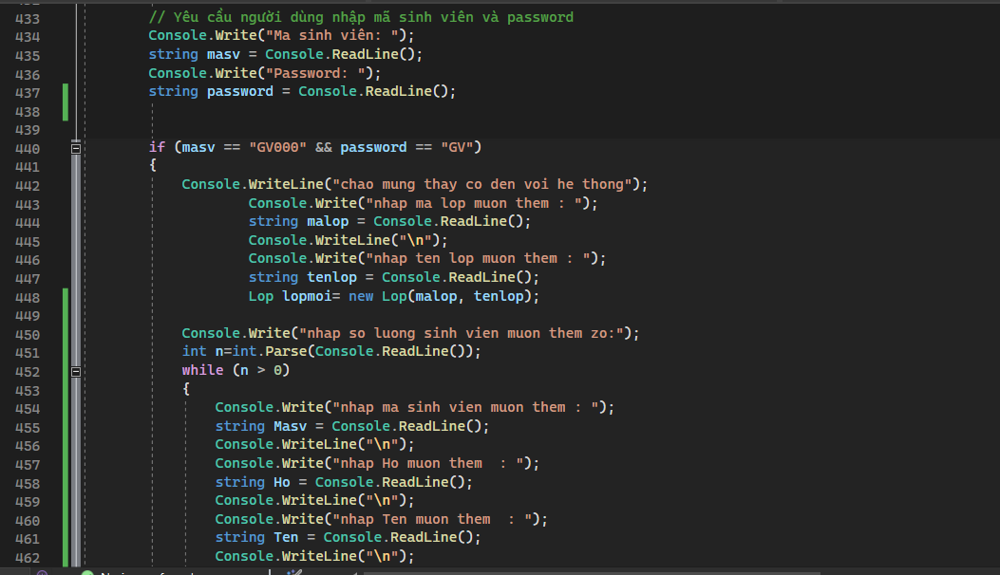 433 // Yêu cầu người dùng nhập mã sinh viên và password
434 Console.Write("Ma sinh viên: ");
435 string masv = Console.ReadLine();
436 Console.Write("Password: ");
437 string password = Console.ReadLine();
438
439
440 if (masv == "GV000" && password == "GV")
441 {
442 Console.WriteLine("chao mung thay co den voi he thong");
443 Console.Write("nhap ma lop muon them : ");
444 string malop = Console.ReadLine();
445 Console.WriteLine("\n");
446 Console.Write("nhap ten lop muon them : ");
447 string tenlop = Console.ReadLine();
448 Lop lopmoi= new Lop(malop, tenlop);
449
450 Console.Write("nhap so luong sinh vien muon them zo:");
451 int n=int.Parse(Console.ReadLine());
452 while (n > 0)
453 {
454 Console.Write("nhap ma sinh vien muon them : ");
455 string Masv = Console.ReadLine();
456 Console.WriteLine("\n");
457 Console.Write("nhap Ho muon them  : ");
458 string Ho = Console.ReadLine();
459 Console.WriteLine("\n");
460 Console.Write("nhap Ten muon them  : ");
461 string Ten = Console.ReadLine();
462 Console.WriteLine("\n");